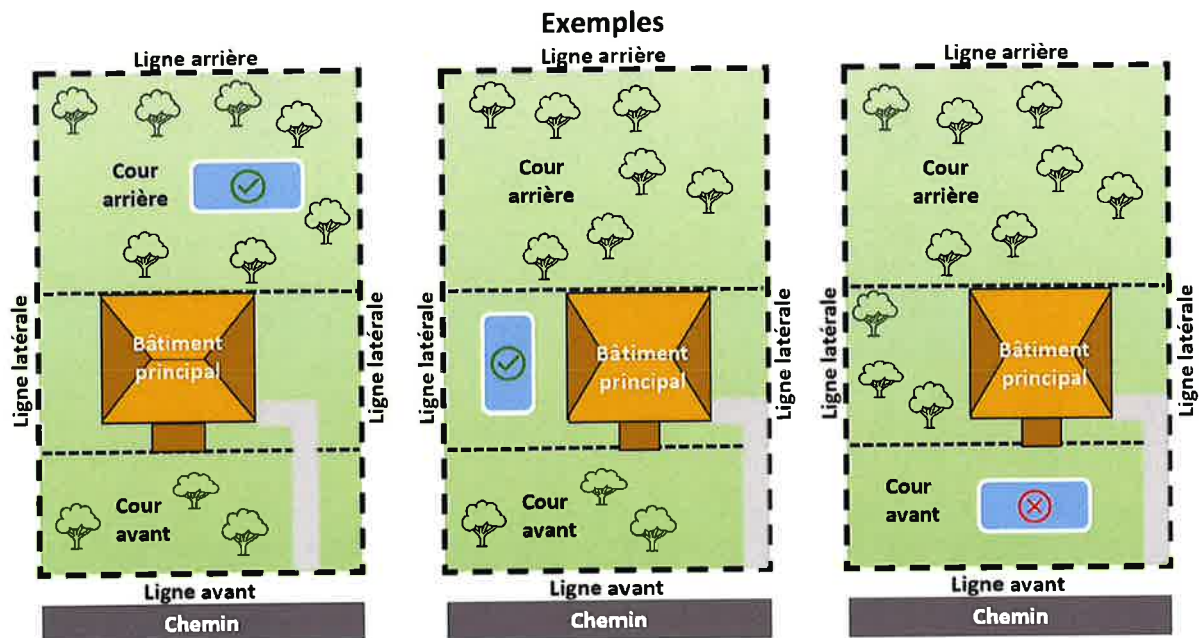 Exemples
Ligne arrière
Ligne arrière
Ligne arrière
Cour
arrière
Cour
arrière
Cour
arrière
Ligne latérale
Bâtiment
principal
Ligne latérale
Ligne latérale
Bâtiment
principal
Ligne latérale
Ligne latérale
Bâtiment
principal
Ligne latérale
Cour
avant
Cour
avant
Cour
avant
Ligne avant
Ligne avant
Ligne avant
Chemin
Chemin
Chemin